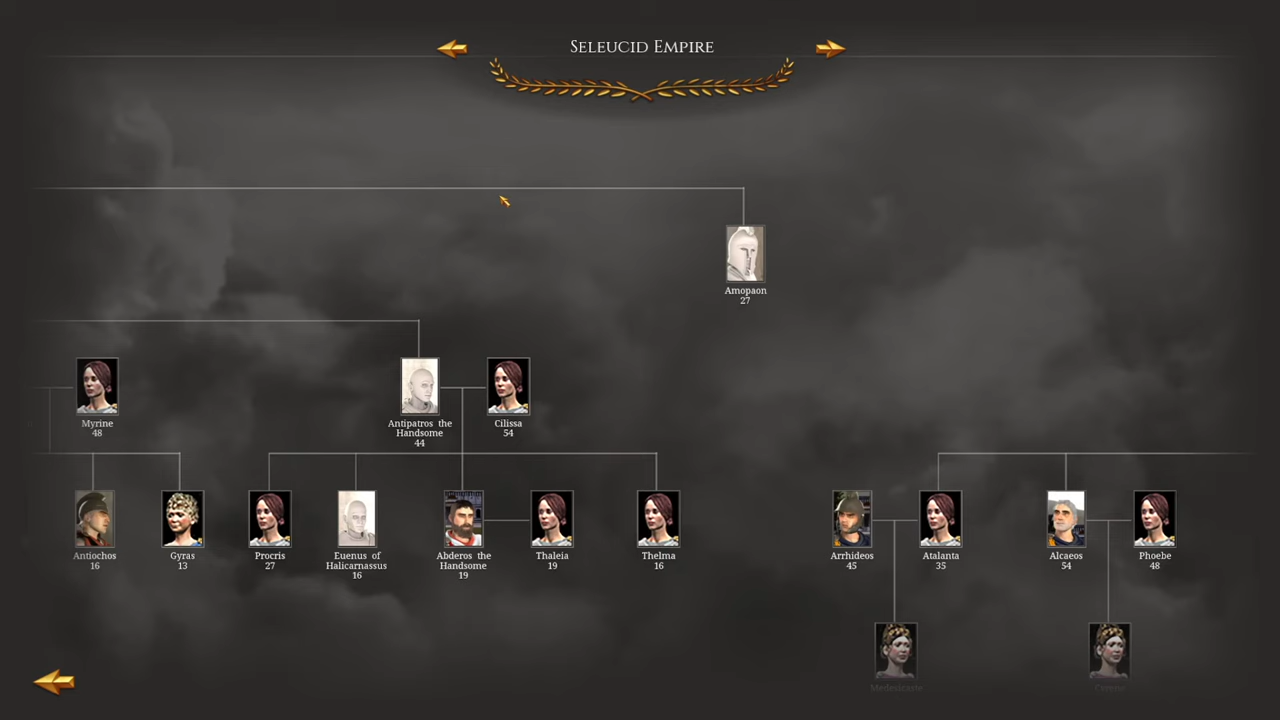 SELEUCID EMPIRE
Amopaon
27
Myrine
48
Antipatros the
Handsome
44
Cilissa
54
Antiochos
16
Gyras
13
Procris
27
Euenus of
Halicarnassus
16
Abderos the
Handsome
19
Thaleia
19
Thelma
16
Arrhideos
45
Atalanta
35
Alcaeos
54
Phoebe
48